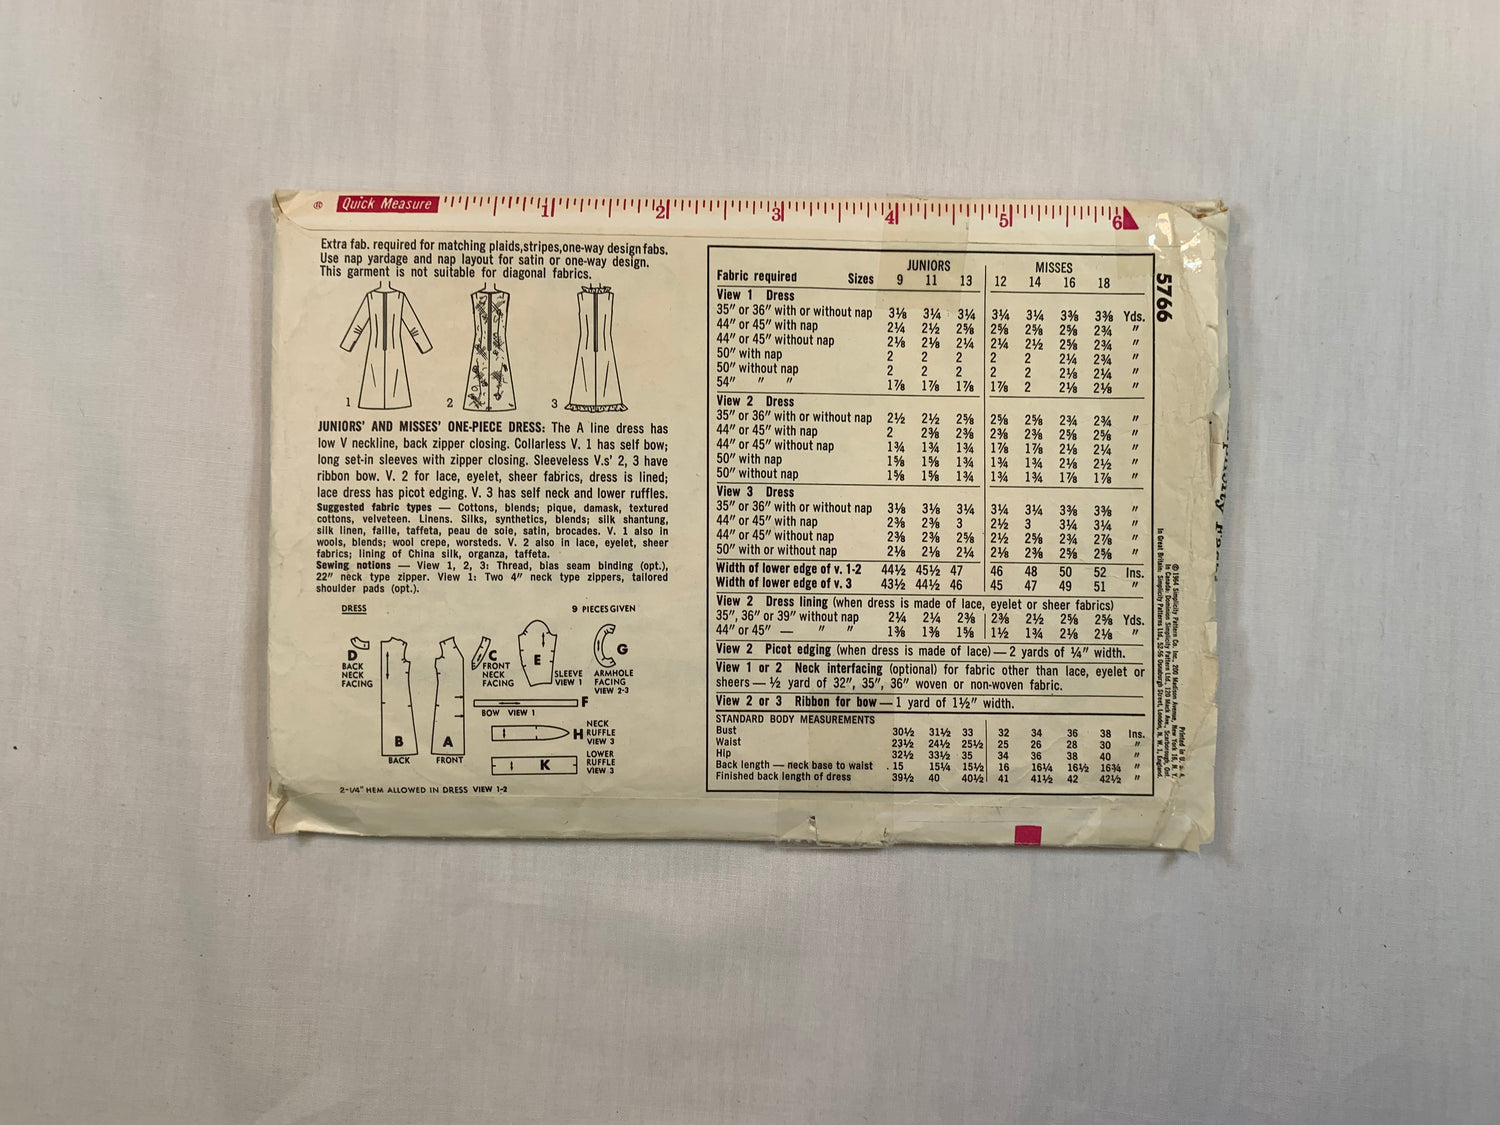 ® Quick Measure 1 2 3 4 5 6
Extra fab. required for matching plaids,stripes,one-way design fabs.
Use nap yardage and nap layout for satin or one-way design.
This garment is not suitable for diagonal fabrics.
1 2 3
JUNIORS' AND MISSES' ONE-PIECE DRESS: The A line dress has
low V neckline, back zipper closing. Collarless V. 1 has self bow;
long set-in sleeves with zipper closing. Sleeveless V.s' 2, 3 have
ribbon bow. V. 2 for lace, eyelet, sheer fabrics, dress is lined;
lace dress has picot edging. V. 3 has self neck and lower ruffles.
Suggested fabric types — Cottons, blends; pique, damask, textured
cottons, velveteen. Linens. Silks, synthetics, blends; silk shantung,
silk linen, faille, taffeta, peau de soie, satin, brocades. V. 1 also in
wools, blends; wool crepe, worsteds. V. 2 also in lace, eyelet, sheer
fabrics; lining of China silk, organza, taffeta.
Sewing notions — View 1, 2, 3: Thread, bias seam binding (opt.),
22" neck type zipper. View 1: Two 4" neck type zippers, tailored
shoulder pads (opt.).
DRESS 9 PIECES GIVEN
D
BACK
NECK
FACING
B
BACK
A
FRONT
C
FRONT
NECK
FACING
E
SLEEVE
VIEW 1
G
ARMHOLE
FACING
VIEW 2-3
F
BOW VIEW 1
H NECK
RUFFLE
VIEW 3
K LOWER
RUFFLE
VIEW 3
2-1/4" HEM ALLOWED IN DRESS VIEW 1-2
JUNIORS MISSES
Fabric required Sizes 9 11 13 12 14 16 18
View 1 Dress
35" or 36" with or without nap 3⅛ 3¼ 3¼ 3¼ 3¼ 3⅜ 3⅜ Yds.
44" or 45" with nap 2¼ 2½ 2⅝ 2⅝ 2⅝ 2⅝ 2¾ "
44" or 45" without nap 2⅛ 2⅛ 2¼ 2¼ 2½ 2⅝ 2¾ "
50" with nap 2 2 2 2 2 2¼ 2¾ "
50" without nap 2 2 2 2 2 2⅛ 2¼ "
54" " " 1⅞ 1⅞ 1⅞ 1⅞ 2 2⅛ 2⅛ "
View 2 Dress
35" or 36" with or without nap 2½ 2½ 2⅝ 2⅝ 2⅝ 2¾ 2¾ "
44" or 45" with nap 2 2⅜ 2⅜ 2⅜ 2⅜ 2⅝ 2⅝ "
44" or 45" without nap 1¾ 1¾ 1¾ 1⅞ 1⅞ 2⅛ 2¼ "
50" with nap 1⅝ 1⅝ 1¾ 1¾ 1¾ 2⅛ 2½ "
50" without nap 1⅝ 1⅝ 1¾ 1¾ 1¾ 1⅞ 1⅞ "
View 3 Dress
35" or 36" with or without nap 3⅛ 3⅛ 3¼ 3¼ 3¼ 3⅜ 3⅜ "
44" or 45" with nap 2⅜ 2⅜ 3 2½ 3 3¼ 3¼ "
44" or 45" without nap 2⅜ 2⅜ 2⅝ 2½ 2⅝ 2¾ 2⅞ "
50" with or without nap 2⅛ 2⅛ 2¼ 2⅛ 2⅜ 2⅝ 2⅝ "
Width of lower edge of v. 1-2 44½ 45½ 47 46 48 50 52 Ins.
Width of lower edge of v. 3 43½ 44½ 46 45 47 49 51 "
View 2 Dress lining (when dress is made of lace, eyelet or sheer fabrics)
35", 36" or 39" without nap 2¼ 2¼ 2⅜ 2⅜ 2½ 2⅝ 2⅝ Yds.
44" or 45" — " " 1⅜ 1⅜ 1⅝ 1½ 1¾ 2⅛ 2⅛ "
View 2 Picot edging (when dress is made of lace) — 2 yards of ¼" width.
View 1 or 2 Neck interfacing (optional) for fabric other than lace, eyelet or
sheers — ½ yard of 32", 35", 36" woven or non-woven fabric.
View 2 or 3 Ribbon for bow — 1 yard of 1½" width.
STANDARD BODY MEASUREMENTS
Bust 30½ 31½ 33 32 34 36 38 Ins.
Waist 23½ 24½ 25½ 25 26 28 30 "
Hip 32½ 33½ 35 34 36 38 40 "
Back length — neck base to waist 15 15¼ 15½ 16 16¼ 16½ 16¾ "
Finished back length of dress 39½ 40 40½ 41 41½ 42 42½ "
5766
Printed in U. S. A.
© 1964 Simplicity Pattern Co. Inc. 200 Madison Avenue, New York 16, N. Y.
In Canada: Dominion Simplicity Patterns Ltd., 120 Mack Ave., Scarborough, Ont.
In Great Britain: Simplicity Patterns Ltd., London, N. W. 1, England.